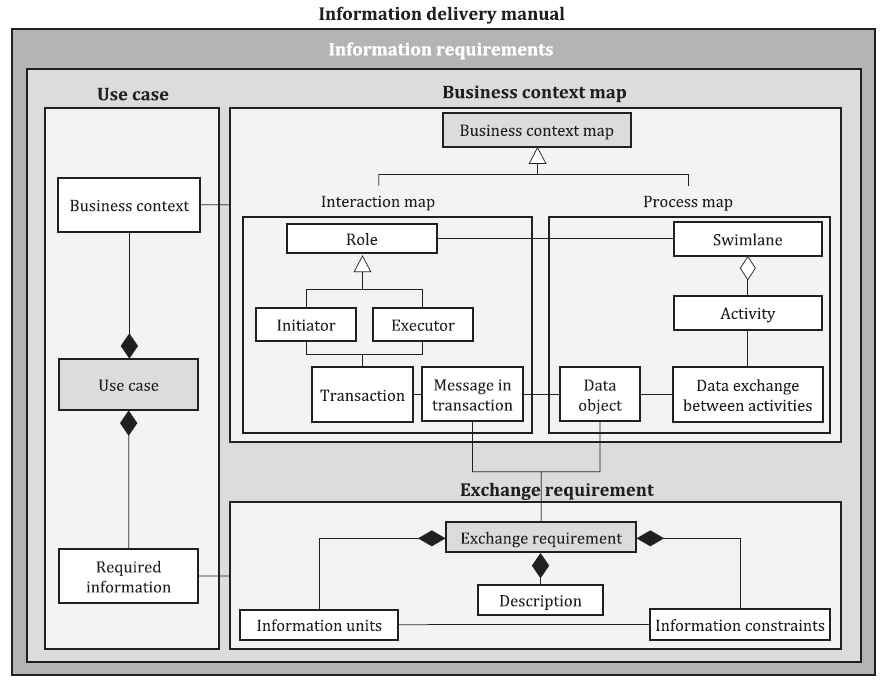 Information delivery manual
Information requirements
Use case
Business context map
Business context map
Business context
Interaction map
Process map
Role
Swimlane
Initiator
Executor
Activity
Use case
Transaction
Message in
transaction
Data
object
Data exchange
between activities
Exchange requirement
Exchange requirement
Required
information
Description
Information units
Information constraints